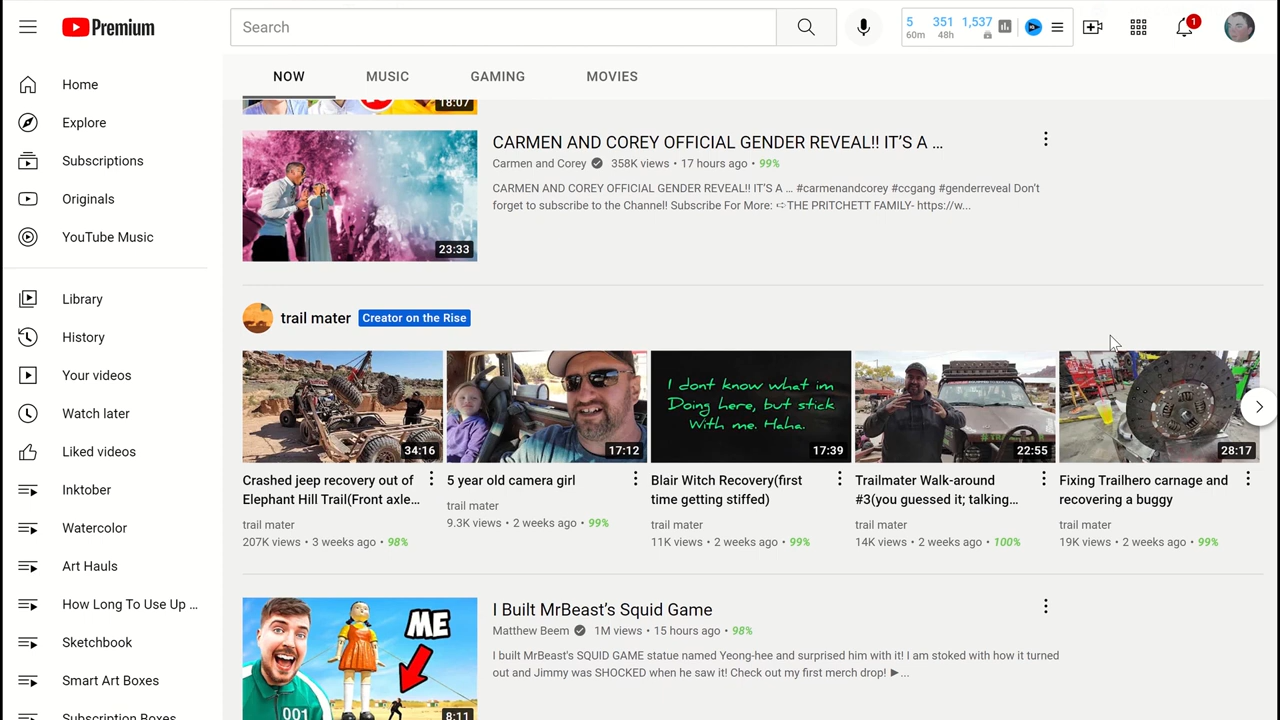 Premium
Search
5 351 1,537
60m 48h
1
NOW MUSIC GAMING MOVIES
Home
Explore
Subscriptions
Originals
YouTube Music
Library
History
Your videos
Watch later
Liked videos
Inktober
Watercolor
Art Hauls
How Long To Use Up ...
Sketchbook
Smart Art Boxes
Subscription Boxes
18:07
23:33
CARMEN AND COREY OFFICIAL GENDER REVEAL!! IT'S A ...
Carmen and Corey 358K views • 17 hours ago • 99%
CARMEN AND COREY OFFICIAL GENDER REVEAL!! IT'S A ... #carmenandcorey #ccgang #genderreveal Don't
forget to subscribe to the Channel! Subscribe For More: ➪THE PRITCHETT FAMILY- https://w...
trail mater Creator on the Rise
34:16
Crashed jeep recovery out of
Elephant Hill Trail(Front axle...
trail mater
207K views • 3 weeks ago • 98%
17:12
5 year old camera girl
trail mater
9.3K views • 2 weeks ago • 99%
I dont know what im
Doing here, but stick
With me. Haha.
17:39
Blair Witch Recovery(first
time getting stiffed)
trail mater
11K views • 2 weeks ago • 99%
22:55
Trailmater Walk-around
#3(you guessed it; talking...
trail mater
14K views • 2 weeks ago • 100%
28:17
Fixing Trailhero carnage and
recovering a buggy
trail mater
19K views • 2 weeks ago • 99%
ME
001
8:11
I Built MrBeast's Squid Game
Matthew Beem 1M views • 15 hours ago • 98%
I built MrBeast's SQUID GAME statue named Yeong-hee and surprised him with it! I am stoked with how it turned
out and Jimmy was SHOCKED when he saw it! Check out my first merch drop! ►...